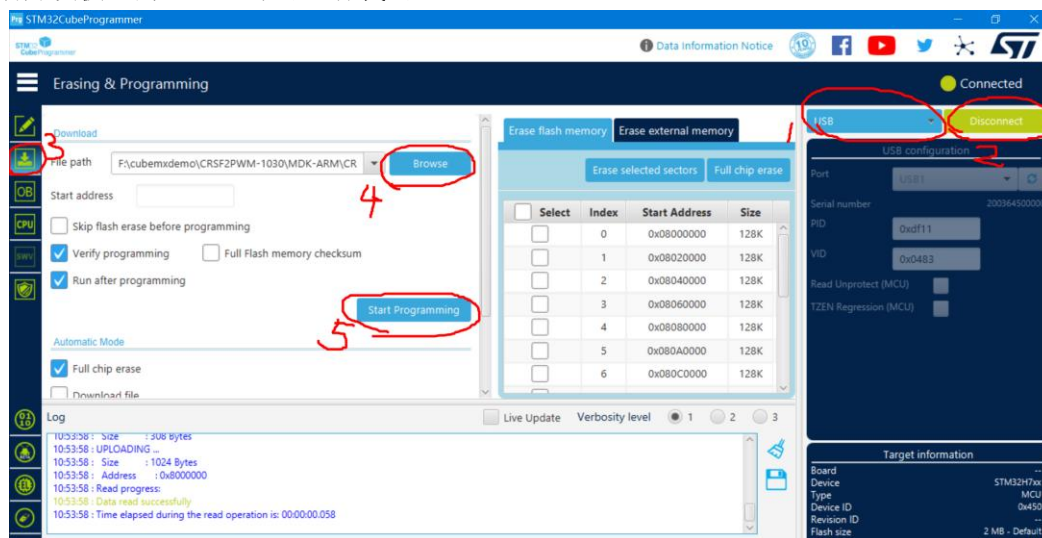 STM32CubeProgrammer
STM32
CubeProgrammer
Data Information Notice
Erasing & Programming
Connected
3
Download
File path
F:\cubemxdemo\CRSF2PWM-1030\MDK-ARM\CR
Browse
4
Start address
Skip flash erase before programming
Verify programming
Full Flash memory checksum
Run after programming
Start Programming
5
Automatic Mode
Full chip erase
Download file
OB
CPU
SWV
Erase flash memory
Erase external memory
Erase selected sectors
Full chip erase
Select Index Start Address Size
0 0x08000000 128K
1 0x08020000 128K
2 0x08040000 128K
3 0x08060000 128K
4 0x08080000 128K
5 0x080A0000 128K
6 0x080C0000 128K
1
USB
Disconnect
2
USB configuration
Port
USB1
Serial number
20036450000
PID
0xdf11
VID
0x0483
Read Unprotect (MCU)
TZEN Regression (MCU)
Log
Live Update
Verbosity level
1
2
3
10:53:58 : Size : 308 Bytes
10:53:58 : UPLOADING ...
10:53:58 : Size : 1024 Bytes
10:53:58 : Address : 0x8000000
10:53:58 : Read progress:
10:53:58 : Data read successfully
10:53:58 : Time elapsed during the read operation is: 00:00:00.058
Target information
Board --
Device STM32H7xx
Type MCU
Device ID 0x450
Revision ID --
Flash size 2 MB - Default